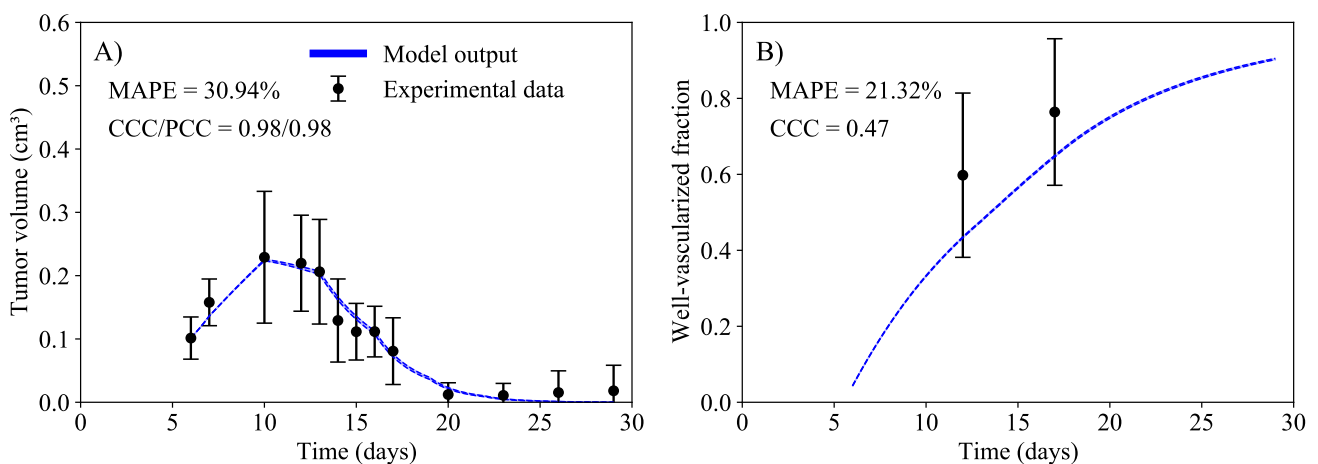 A)
Model output
Experimental data
MAPE = 30.94%
CCC/PCC = 0.98/0.98
Tumor volume (cm³)
0.6
0.5
0.4
0.3
0.2
0.1
0.0
0 5 10 15 20 25 30
Time (days)
B)
MAPE = 21.32%
CCC = 0.47
Well-vascularized fraction
1.0
0.8
0.6
0.4
0.2
0.0
0 5 10 15 20 25 30
Time (days)